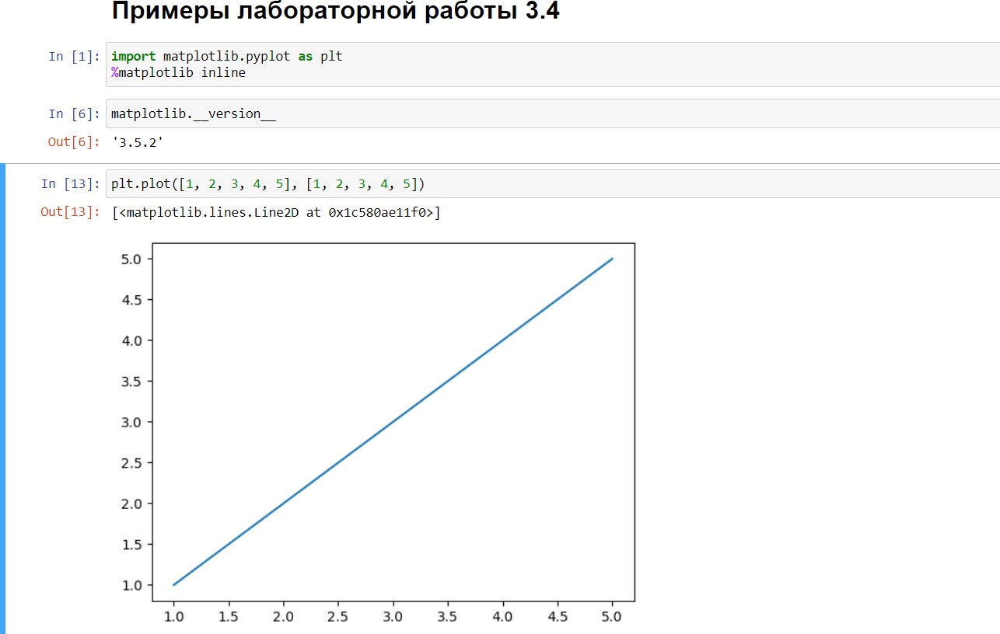 Примеры лабораторной работы 3.4
In [1]: import matplotlib.pyplot as plt
%matplotlib inline
In [6]: matplotlib.__version__
Out[6]: '3.5.2'
In [13]: plt.plot([1, 2, 3, 4, 5], [1, 2, 3, 4, 5])
Out[13]: [<matplotlib.lines.Line2D at 0x1c580ae11f0>]
5.0
4.5
4.0
3.5
3.0
2.5
2.0
1.5
1.0
1.0 1.5 2.0 2.5 3.0 3.5 4.0 4.5 5.0